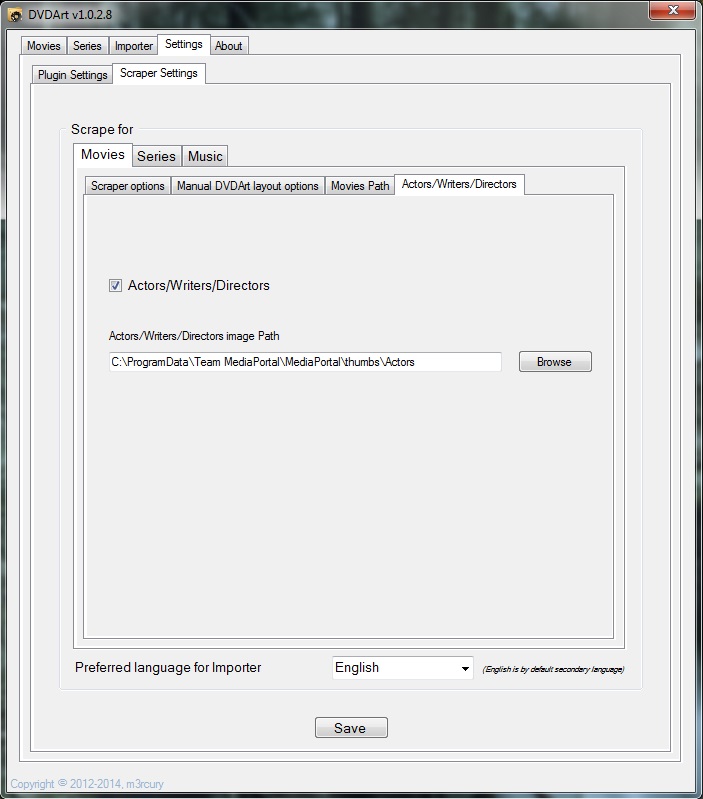 DVDArt v1.0.2.8
Movies Series Importer Settings About
Plugin Settings Scraper Settings
Scrape for
Movies Series Music
Scraper options Manual DVDArt layout options Movies Path Actors/Writers/Directors
Actors/Writers/Directors
Actors/Writers/Directors image Path
C:\ProgramData\Team MediaPortal\MediaPortal\thumbs\Actors Browse
Preferred language for Importer English (English is by default secondary language)
Save
Copyright © 2012-2014, m3rcury